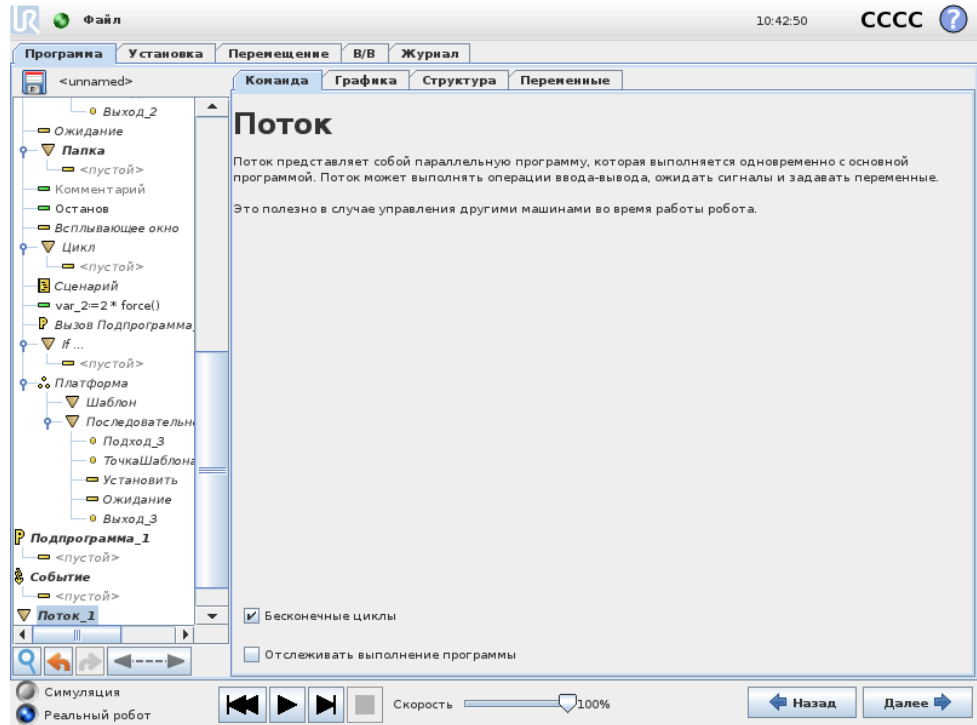 UR Файл 10:42:50 CCCC ?
Программа Установка Перемещение В/В Журнал
<unnamed>
Команда Графика Структура Переменные
Выход_2
Ожидание
Папка
<пустой>
Комментарий
Останов
Всплывающее окно
Цикл
<пустой>
Сценарий
var_2:=2 * force()
Вызов Подпрограмма_
If ...
<пустой>
Платформа
Шаблон
Последовательн
Подход_3
ТочкаШаблона
Установить
Ожидание
Выход_3
Подпрограмма_1
<пустой>
Событие
<пустой>
Поток_1
Поток
Поток представляет собой параллельную программу, которая выполняется одновременно с основной
программой. Поток может выполнять операции ввода-вывода, ожидать сигналы и задавать переменные.
Это полезно в случае управления другими машинами во время работы робота.
Бесконечные циклы
Отслеживать выполнение программы
Симуляция
Реальный робот
Скорость 100%
Назад Далее